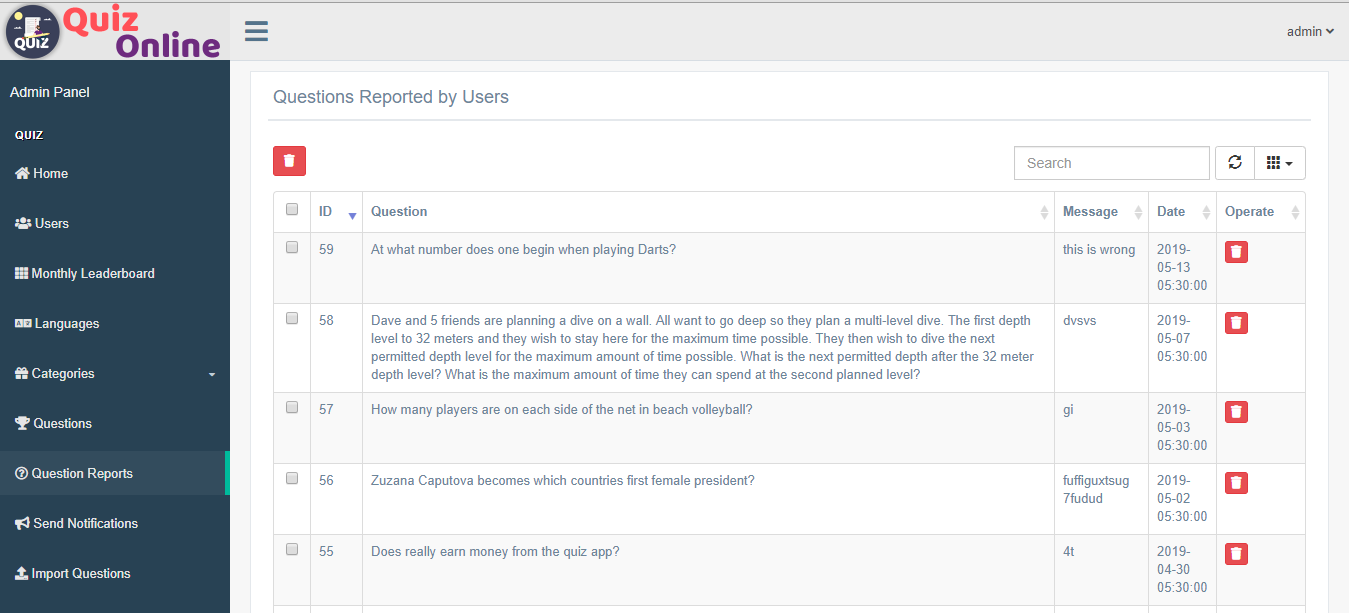 QUIZ
Quiz
Online
admin
Admin Panel
QUIZ
Home
Users
Monthly Leaderboard
Languages
Categories
Questions
Question Reports
Send Notifications
Import Questions
Questions Reported by Users
Search
ID Question Message Date Operate
59 At what number does one begin when playing Darts? this is wrong 2019-
05-13
05:30:00
58 Dave and 5 friends are planning a dive on a wall. All want to go deep so they plan a multi-level dive. The first depth dvsvs 2019-
level to 32 meters and they wish to stay here for the maximum time possible. They then wish to dive the next 05-07
permitted depth level for the maximum amount of time possible. What is the next permitted depth after the 32 meter 05:30:00
depth level? What is the maximum amount of time they can spend at the second planned level?
57 How many players are on each side of the net in beach volleyball? gi 2019-
05-03
05:30:00
56 Zuzana Caputova becomes which countries first female president? fuffiguxtsug 2019-
7fudud 05-02
05:30:00
55 Does really earn money from the quiz app? 4t 2019-
04-30
05:30:00